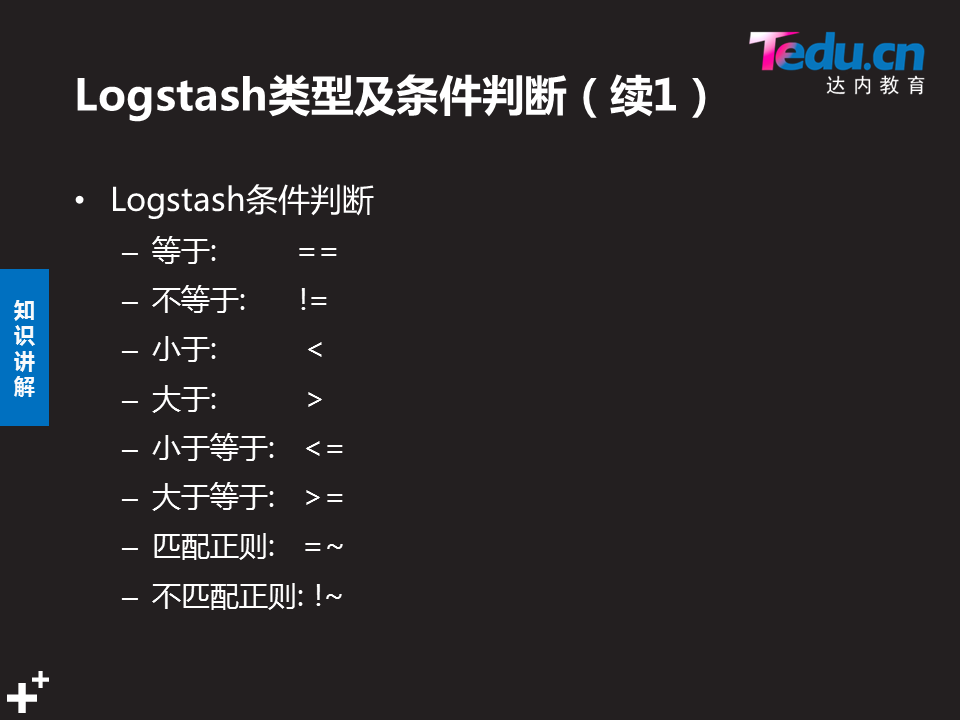 Tedu.cn
达内教育
Logstash类型及条件判断（续1）
• Logstash条件判断
– 等于: ==
– 不等于: !=
– 小于: <
– 大于: >
– 小于等于: <=
– 大于等于: >=
– 匹配正则: =~
– 不匹配正则: !~
知
识
讲
解